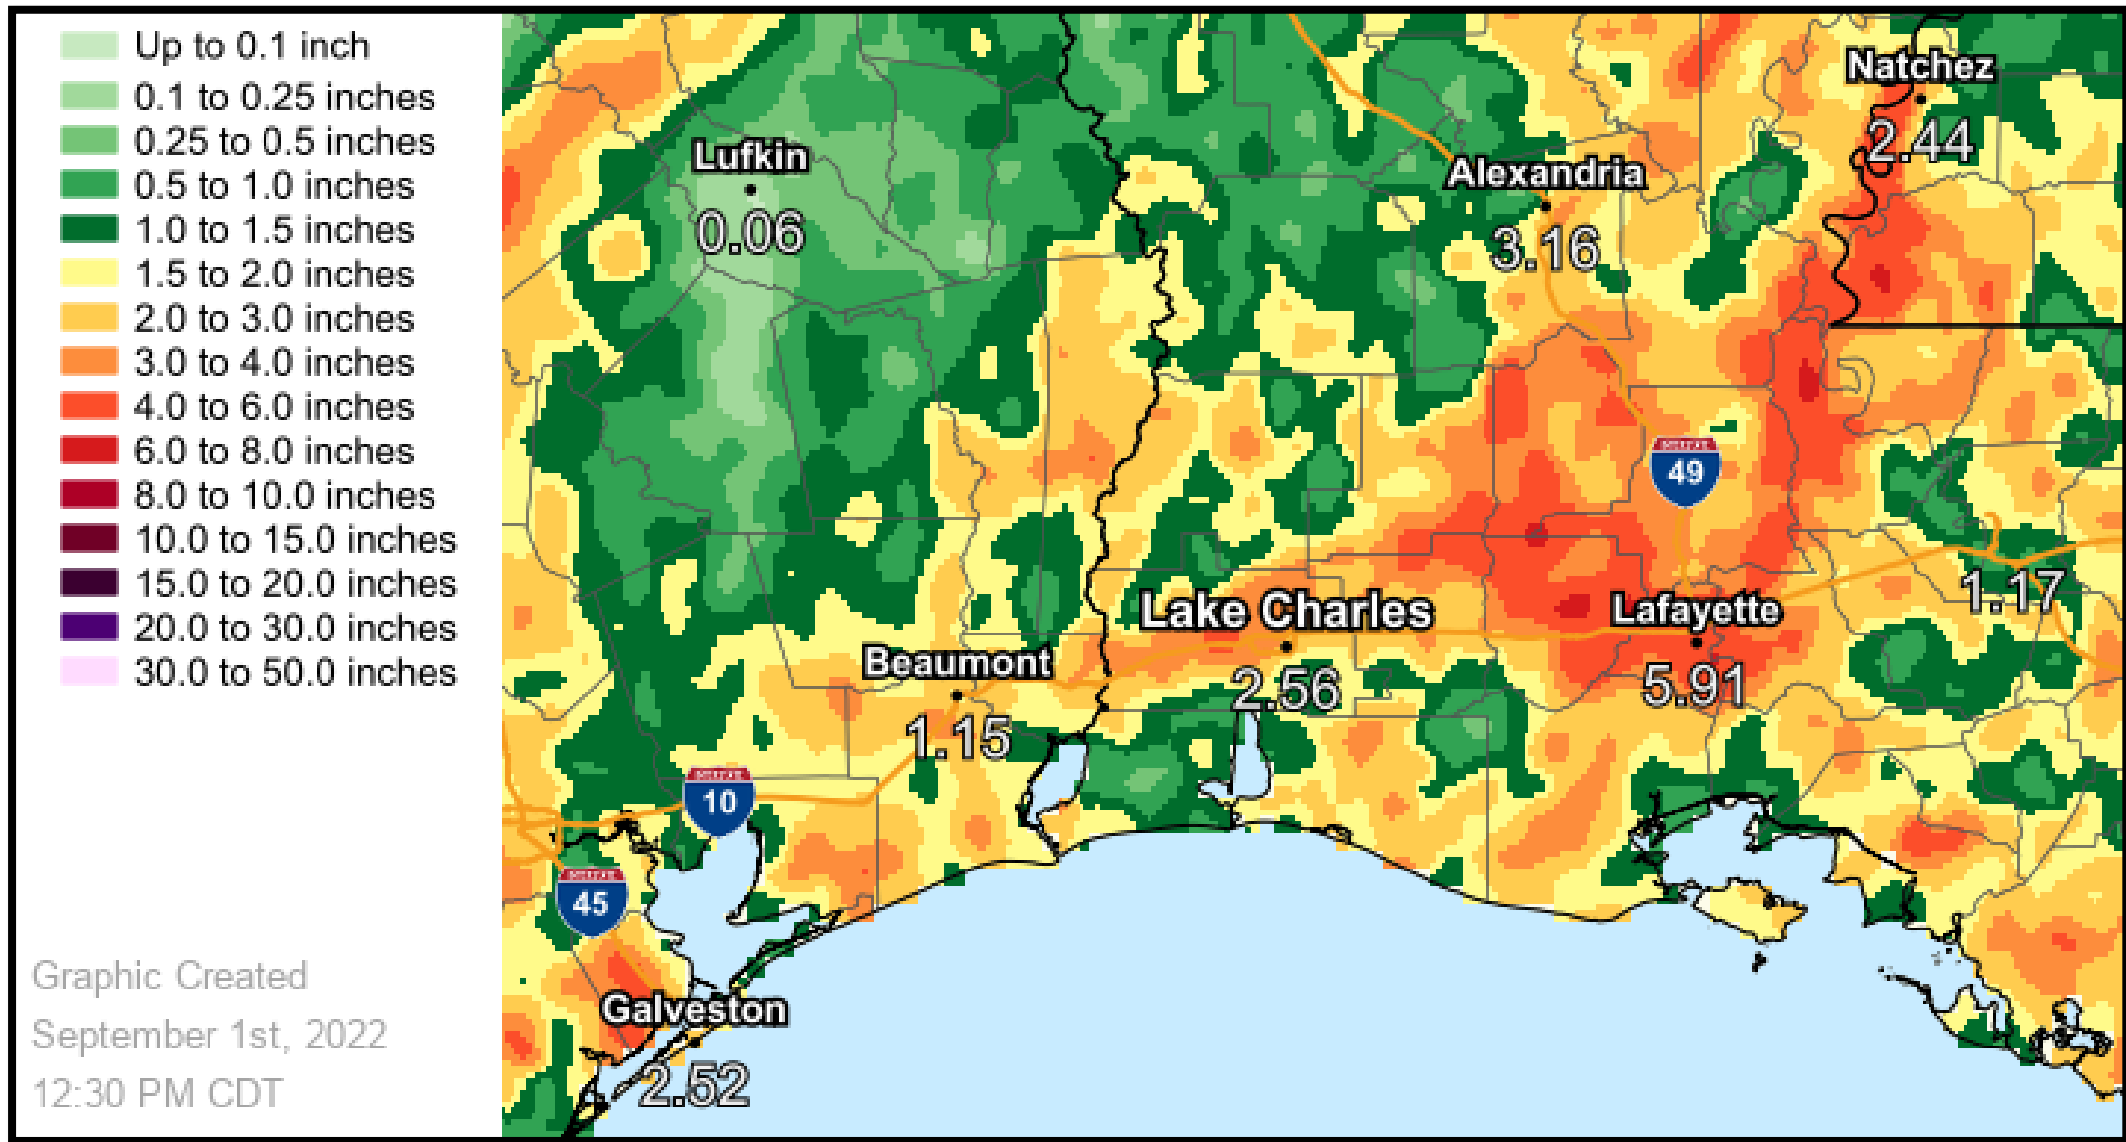 Up to 0.1 inch
0.1 to 0.25 inches
0.25 to 0.5 inches
0.5 to 1.0 inches
1.0 to 1.5 inches
1.5 to 2.0 inches
2.0 to 3.0 inches
3.0 to 4.0 inches
4.0 to 6.0 inches
6.0 to 8.0 inches
8.0 to 10.0 inches
10.0 to 15.0 inches
15.0 to 20.0 inches
20.0 to 30.0 inches
30.0 to 50.0 inches
Graphic Created
September 1st, 2022
12:30 PM CDT
Natchez
2.44
Lufkin
0.06
Alexandria
3.16
49
1.17
Lake Charles
2.56
Lafayette
5.91
Beaumont
1.15
10
45
Galveston
2.52